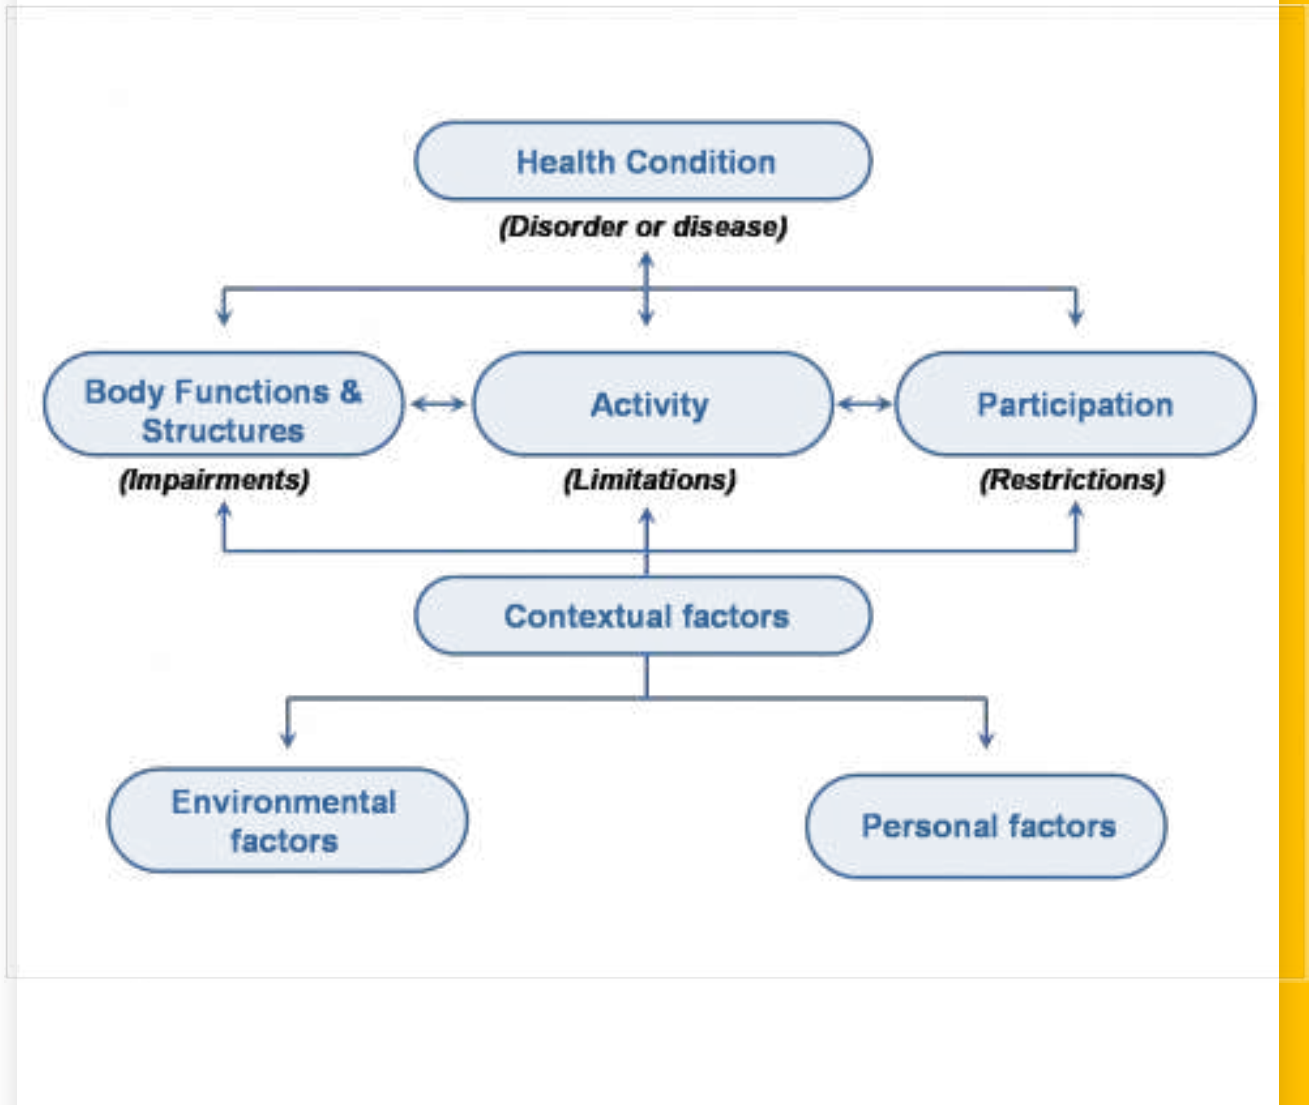 Health Condition
(Disorder or disease)
Body Functions &
Structures
Activity
Participation
(Impairments)
(Limitations)
(Restrictions)
Contextual factors
Environmental
factors
Personal factors